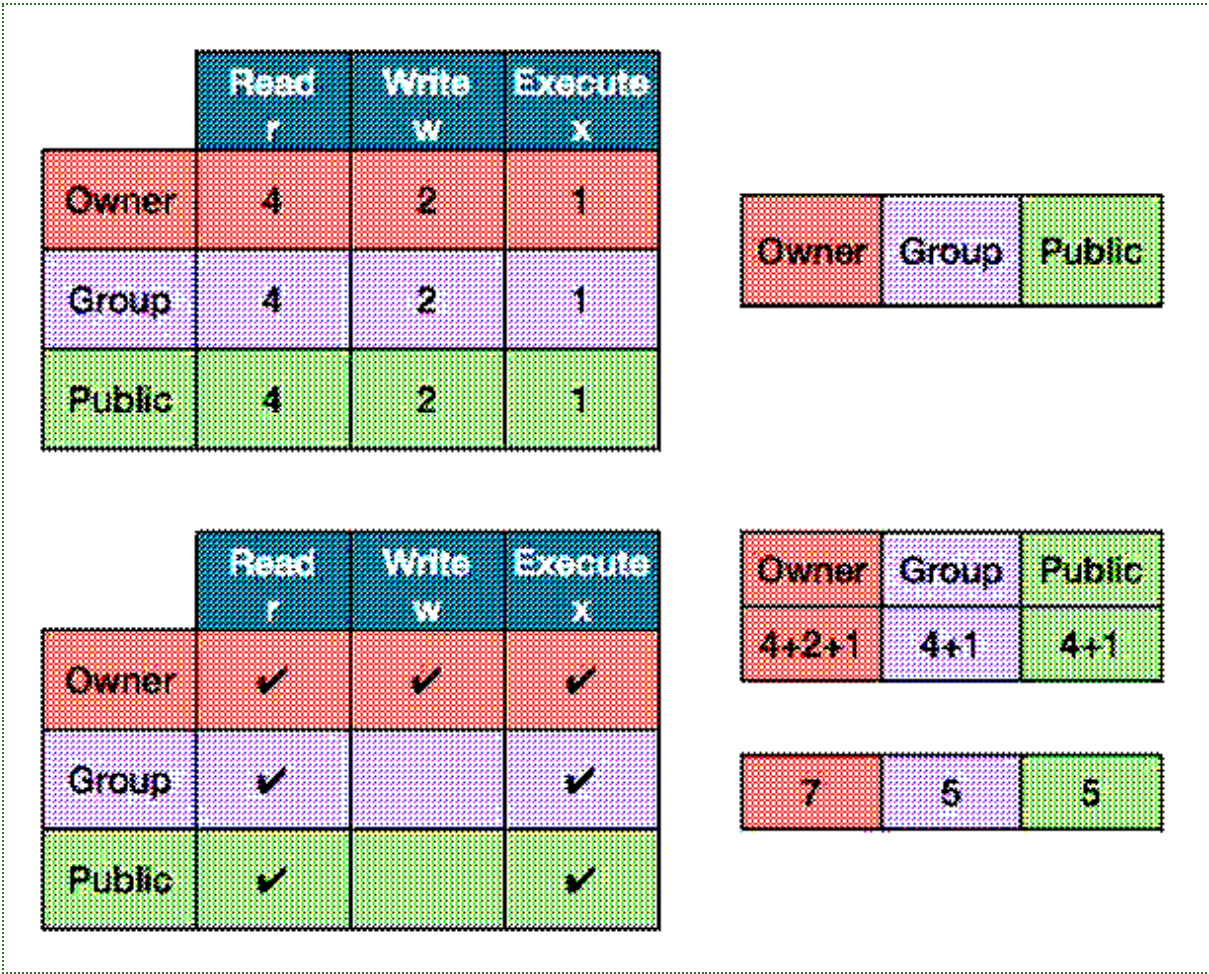 Read Write Execute
r w x
Owner 4 2 1
Group 4 2 1
Public 4 2 1
Owner Group Public
Read Write Execute
r w x
Owner ✔ ✔ ✔
Group ✔ ✔
Public ✔ ✔
Owner Group Public
4+2+1 4+1 4+1
7 5 5